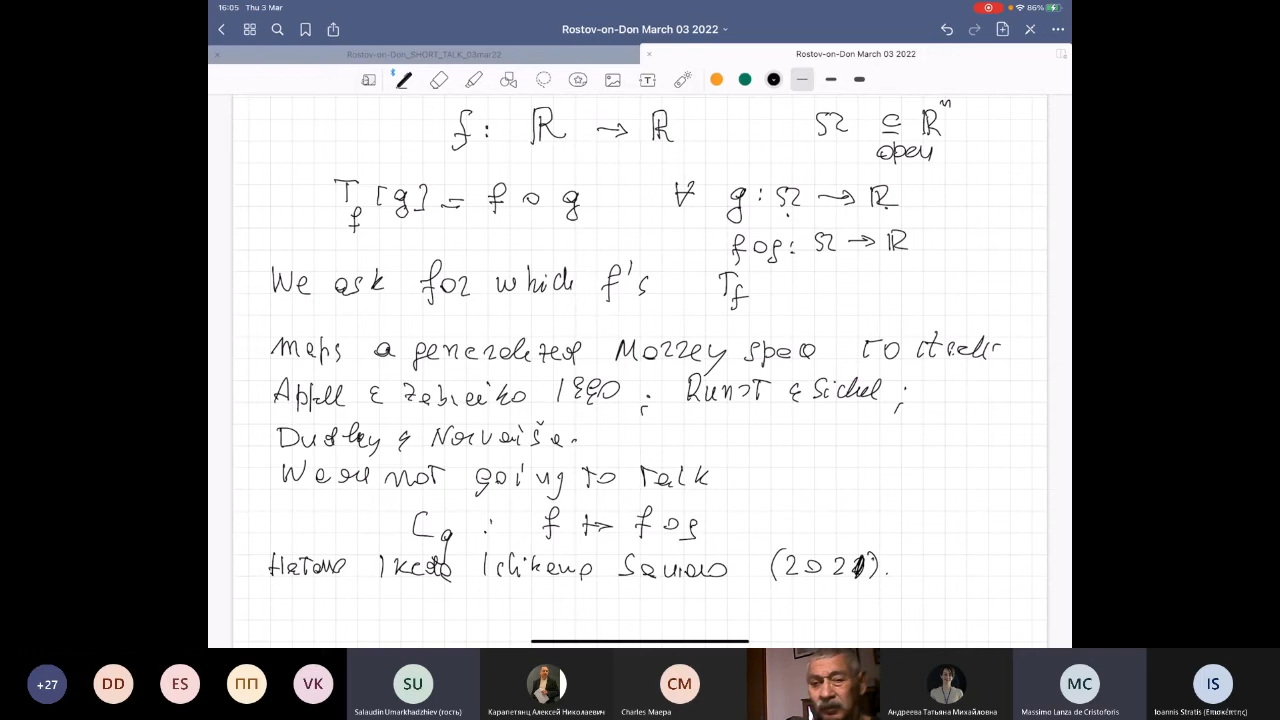 16:05 Thu 3 Mar
86%
Rostov-on-Don March 03 2022
Rostov-on-Don_SHORT_TALK_03mar22
Rostov-on-Don March 03 2022
f : ℝ → ℝ Ω ⊆ ℝⁿ
open
T_f [g] = f ∘ g ∀ g : Ω → ℝ
f∘g : Ω → ℝ
We ask for which f's T_f
maps a generalized Morrey space to itself
Appell & Zabreiko 1990 ; Runst & Sickel ;
Dudley & Norvaiša.
We are not going to talk
C_g : f ↦ f∘g
Hatano Ikeda Ishikawa Sawano (2021).
+27
DD
ES
ПП
VK
SU
CM
MC
IS
Salaudin Umarkhadzhiev (гость)
Карапетянц Алексей Николаевич
Charles Maepa
Андреева Татьяна Михайловна
Massimo Lanza de Cristoforis
Ioannis Stratis (Επισκέπτης)